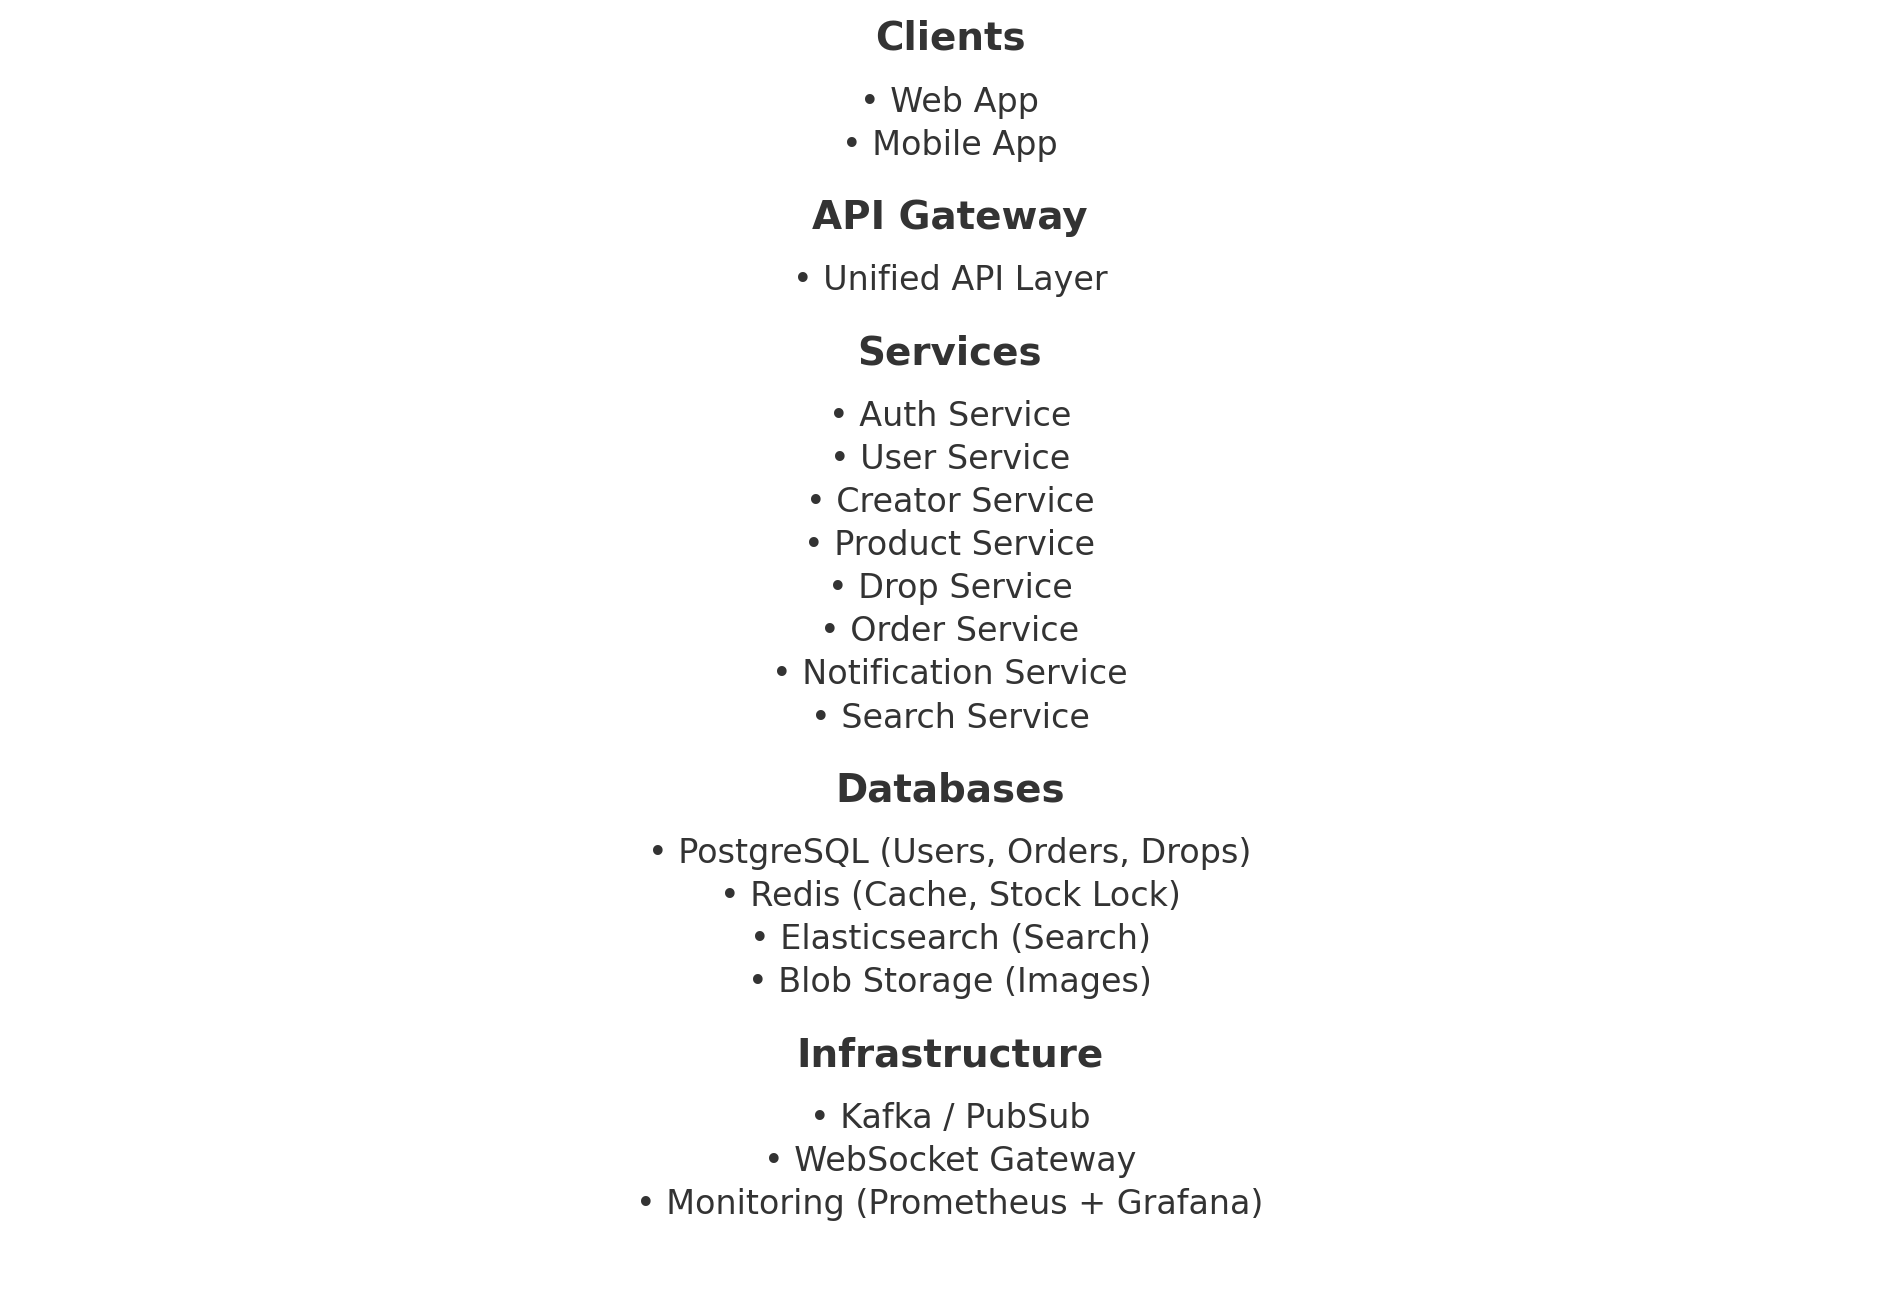 Clients
• Web App
• Mobile App
API Gateway
• Unified API Layer
Services
• Auth Service
• User Service
• Creator Service
• Product Service
• Drop Service
• Order Service
• Notification Service
• Search Service
Databases
• PostgreSQL (Users, Orders, Drops)
• Redis (Cache, Stock Lock)
• Elasticsearch (Search)
• Blob Storage (Images)
Infrastructure
• Kafka / PubSub
• WebSocket Gateway
• Monitoring (Prometheus + Grafana)